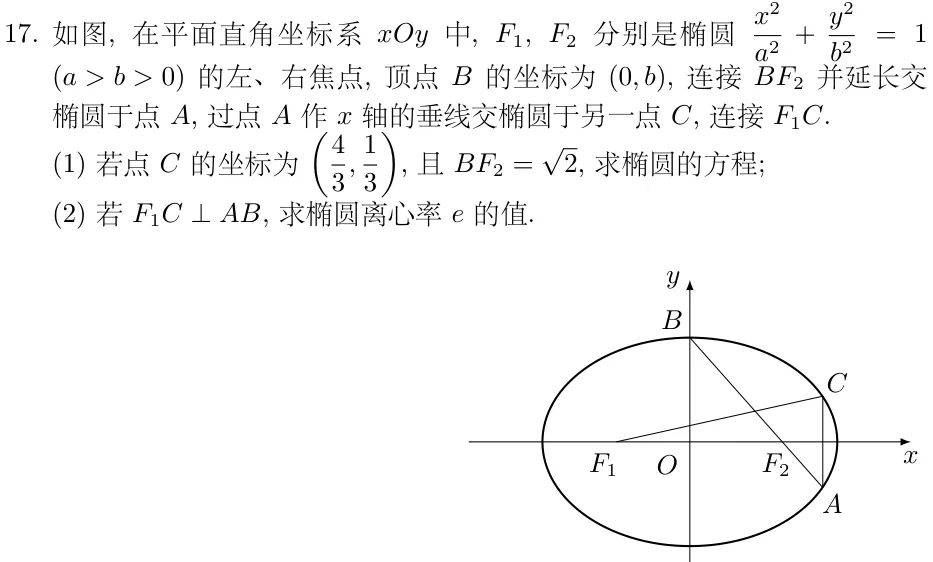 17. 如图, 在平面直角坐标系 xOy 中, F₁, F₂ 分别是椭圆 x²/a² + y²/b² = 1
(a > b > 0) 的左、右焦点, 顶点 B 的坐标为 (0, b), 连接 BF₂ 并延长交
椭圆于点 A, 过点 A 作 x 轴的垂线交椭圆于另一点 C, 连接 F₁C.
(1) 若点 C 的坐标为 (4/3, 1/3), 且 BF₂ = √2, 求椭圆的方程;
(2) 若 F₁C ⊥ AB, 求椭圆离心率 e 的值.
y
B
C
F₁
O
F₂
x
A